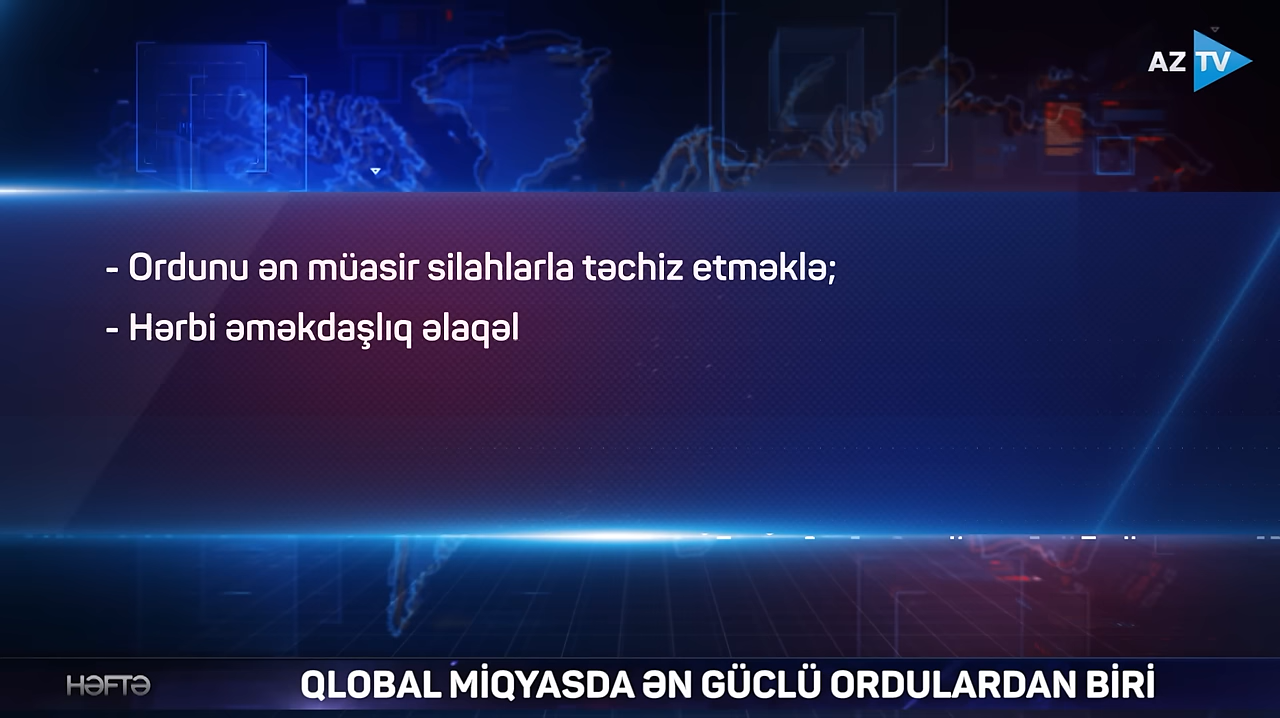 AZ TV
- Ordunu ən müasir silahlarla təchiz etməklə;
- Hərbi əməkdaşlıq əlaqəl
HƏFTƏ
QLOBAL MİQYASDA ƏN GÜCLÜ ORDULARDAN BİRİ